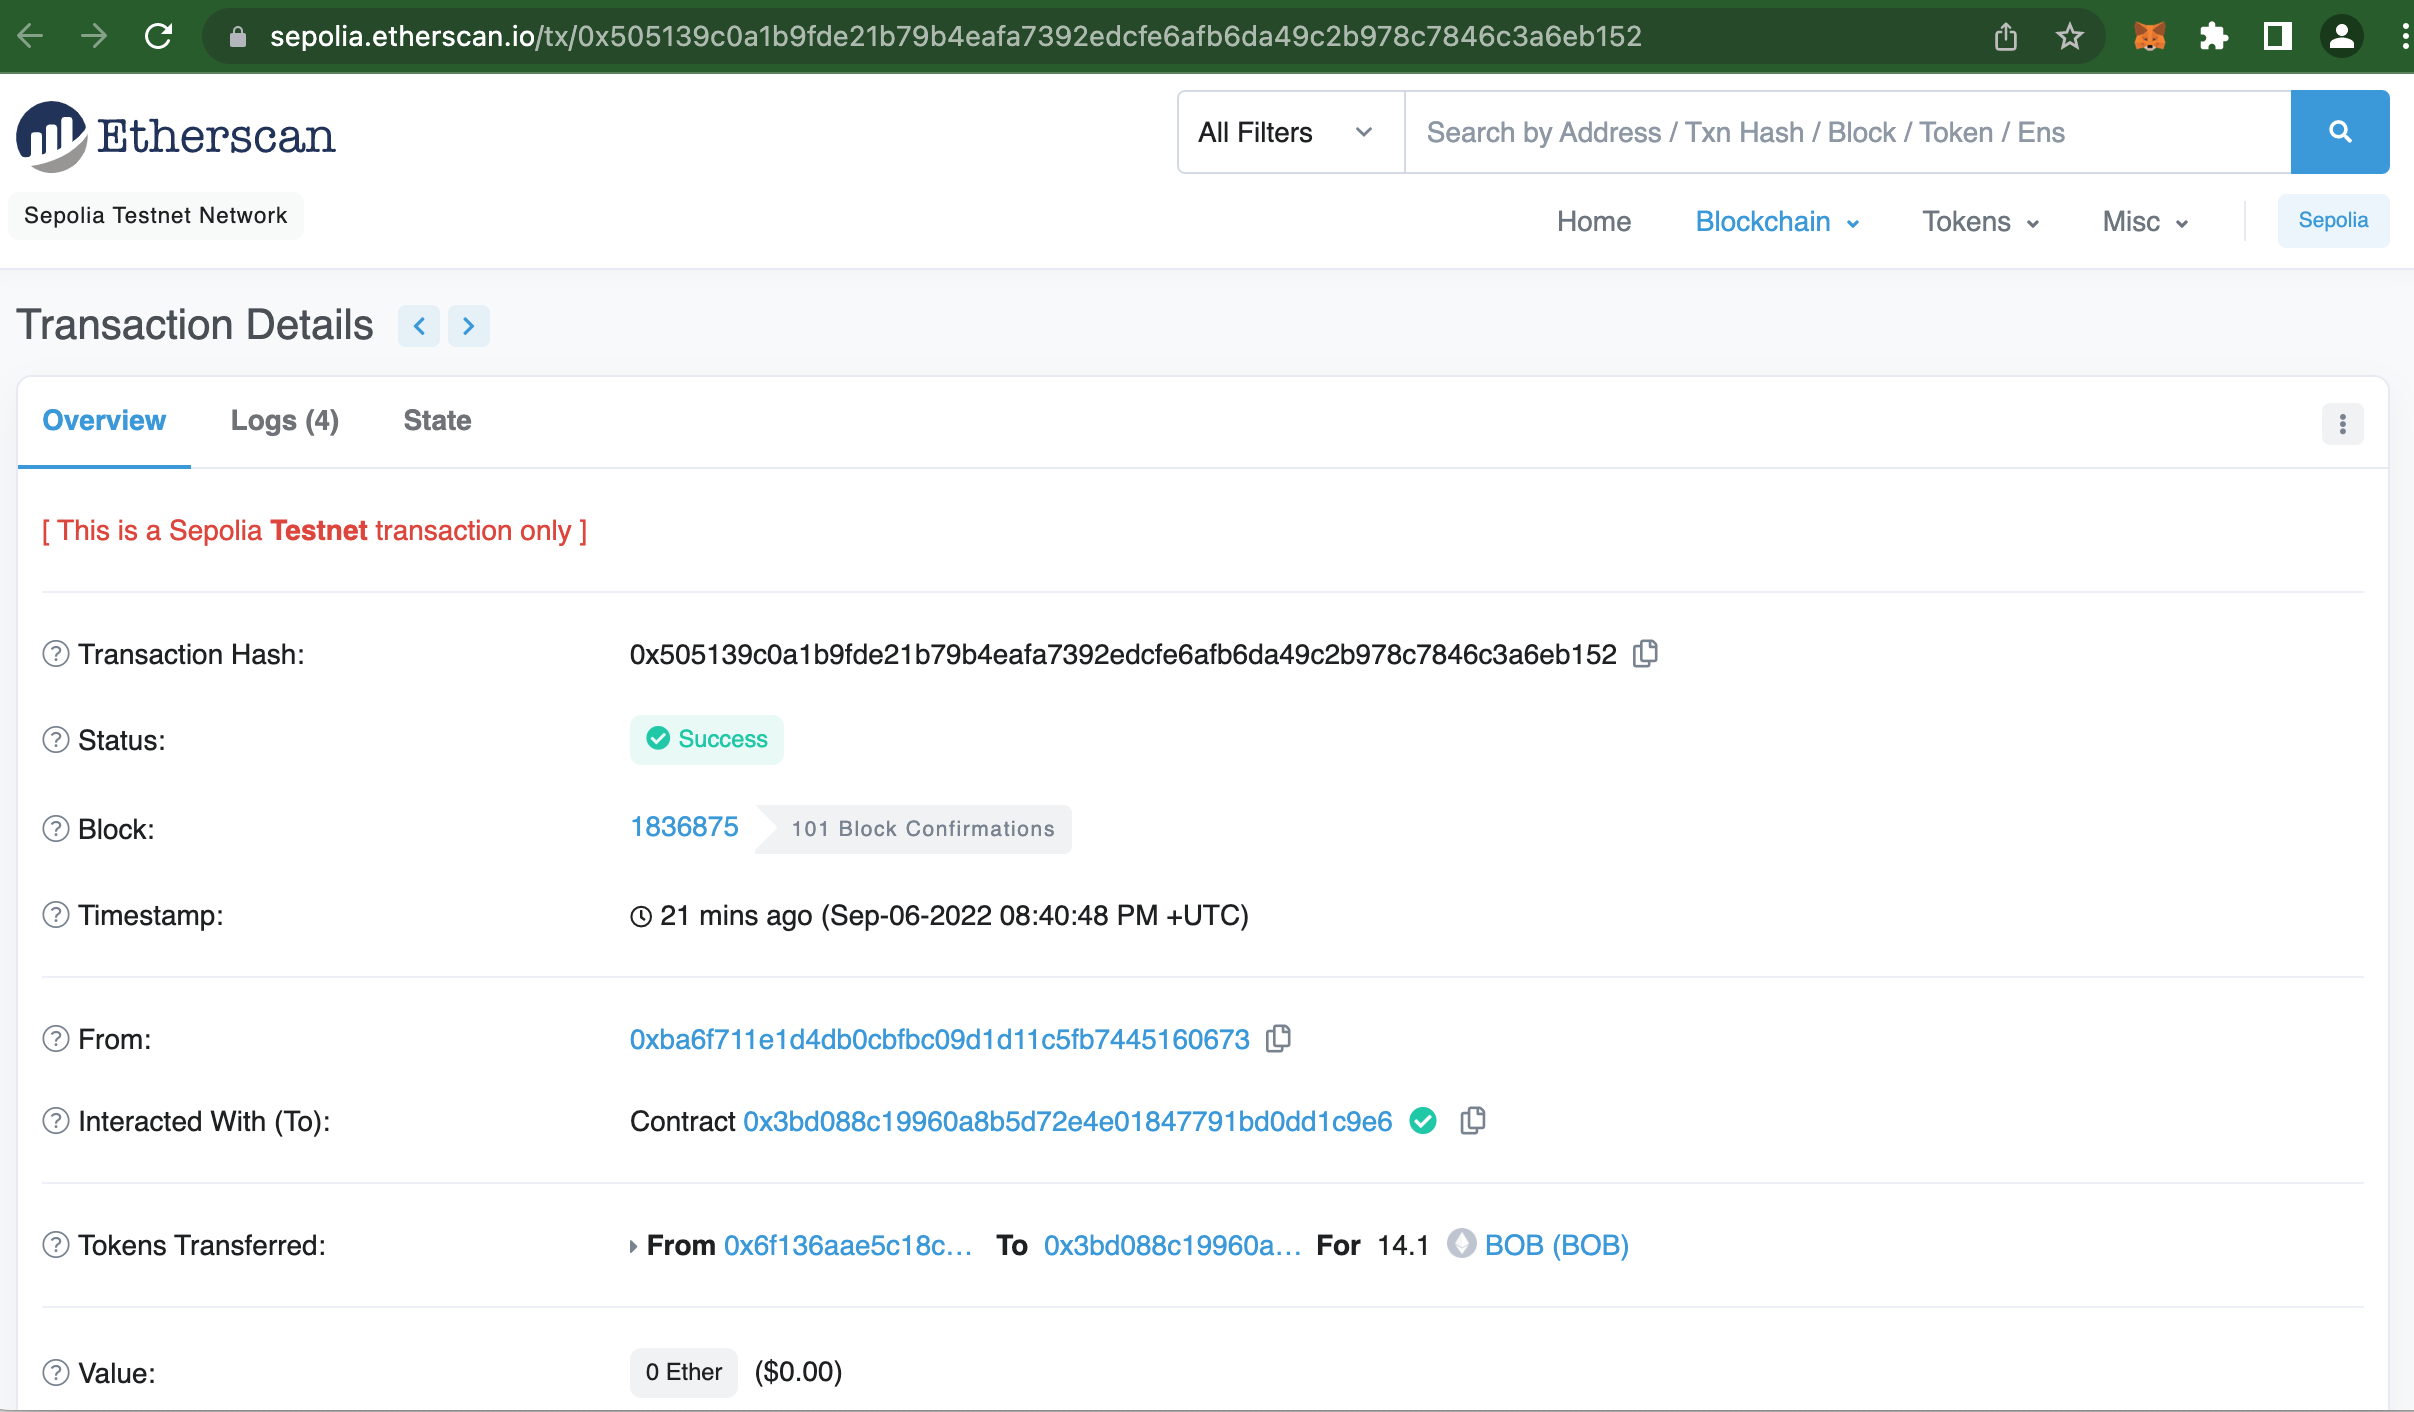 sepolia.etherscan.io/tx/0x505139c0a1b9fde21b79b4eafa7392edcfe6afb6da49c2b978c7846c3a6eb152
Etherscan
All Filters
Search by Address / Txn Hash / Block / Token / Ens
Sepolia Testnet Network
Home Blockchain Tokens Misc Sepolia
Transaction Details
Overview Logs (4) State
[ This is a Sepolia Testnet transaction only ]
Transaction Hash: 0x505139c0a1b9fde21b79b4eafa7392edcfe6afb6da49c2b978c7846c3a6eb152
Status: Success
Block: 1836875 101 Block Confirmations
Timestamp: 21 mins ago (Sep-06-2022 08:40:48 PM +UTC)
From: 0xba6f711e1d4db0cbfbc09d1d11c5fb7445160673
Interacted With (To): Contract 0x3bd088c19960a8b5d72e4e01847791bd0dd1c9e6
Tokens Transferred: From 0x6f136aae5c18c... To 0x3bd088c19960a... For 14.1 BOB (BOB)
Value: 0 Ether ($0.00)